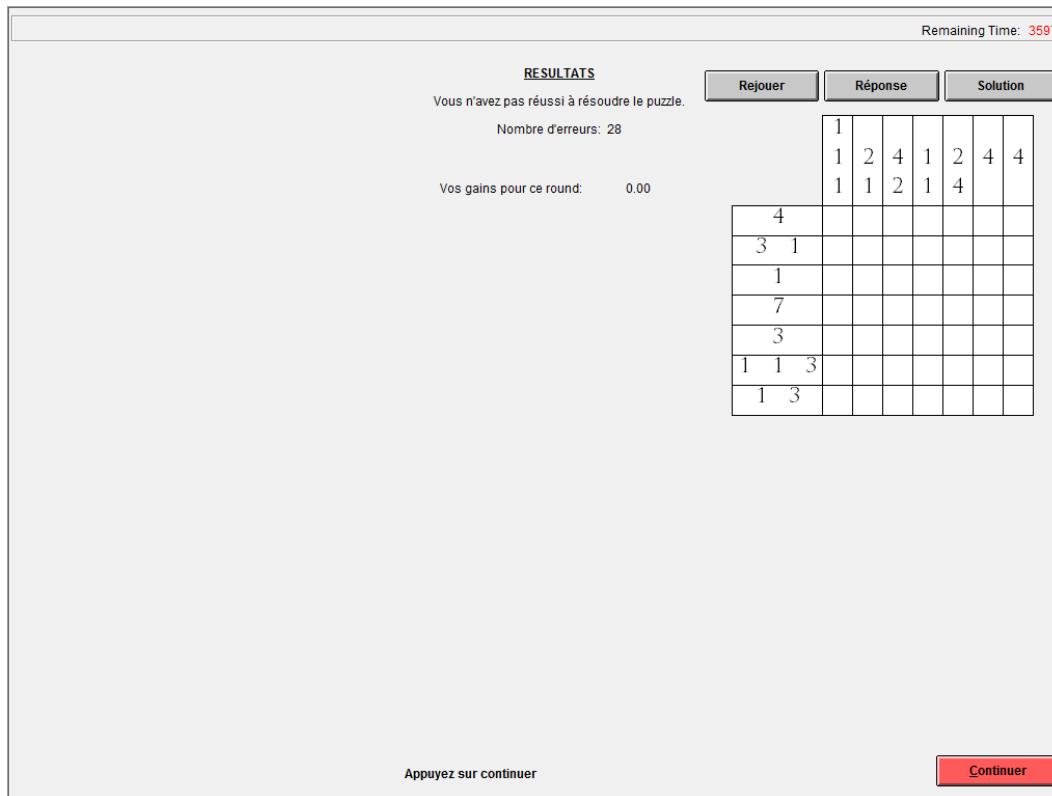 Remaining Time: 359
RESULTATS
Rejouer Réponse Solution
Vous n'avez pas réussi à résoudre le puzzle.
Nombre d'erreurs: 28
Vos gains pour ce round: 0.00
1
1 2 4 1 2 4 4
1 1 2 1 4
4
3 1
1
7
3
1 1 3
1 3
Appuyez sur continuer
Continuer